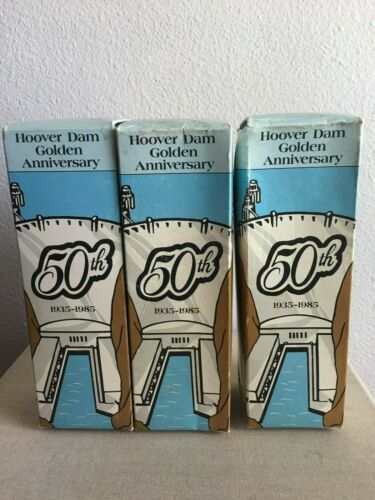 Hoover Dam
Golden
Anniversary
50th
1935-1985
Hoover Dam
Golden
Anniversary
50th
1935-1985
Hoover Dam
Golden
Anniversary
50th
1935-1985